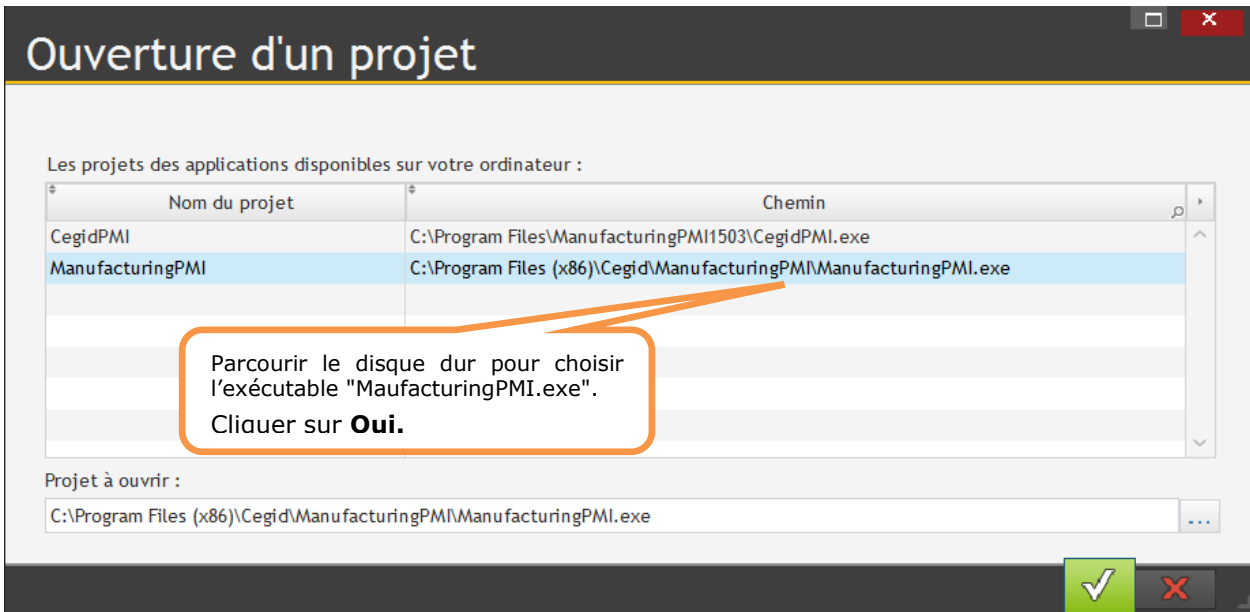 Ouverture d'un projet
Les projets des applications disponibles sur votre ordinateur :
Nom du projet
Chemin
CegidPMI
C:\Program Files\ManufacturingPMI1503\CegidPMI.exe
ManufacturingPMI
C:\Program Files (x86)\Cegid\ManufacturingPMI\ManufacturingPMI.exe
Parcourir le disque dur pour choisir
l'exécutable "MaufacturingPMI.exe".
Cliquer sur Oui.
Projet à ouvrir :
C:\Program Files (x86)\Cegid\ManufacturingPMI\ManufacturingPMI.exe
...